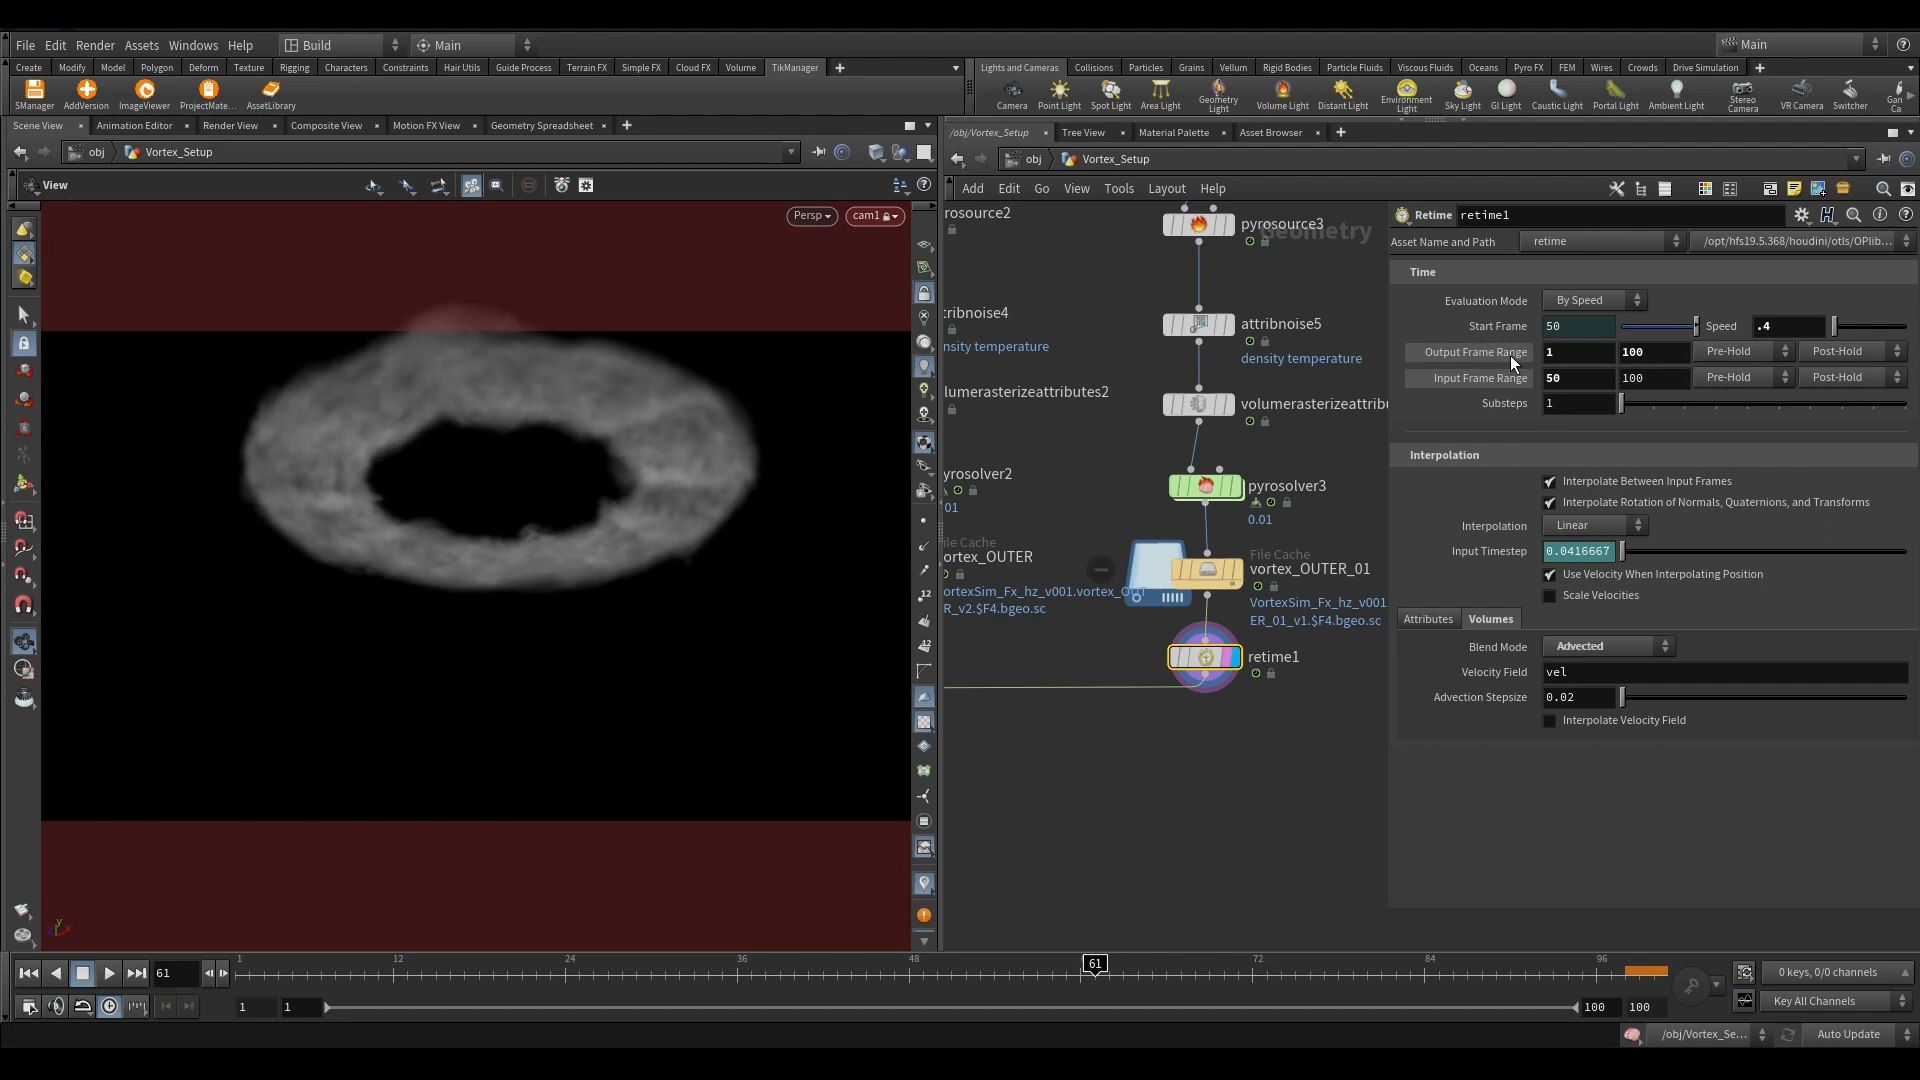 File Edit Render Assets Windows Help Build Main Main
Create Modify Model Polygon Deform Texture Rigging Characters Constraints Hair Utils Guide Process Terrain FX Simple FX Cloud FX Volume TikManager
Lights and Cameras Collisions Particles Grains Vellum Rigid Bodies Particle Fluids Viscous Fluids Oceans Pyro FX FEM Wires Crowds Drive Simulation
SManager AddVersion ImageViewer ProjectMate... AssetLibrary
Camera Point Light Spot Light Area Light Geometry Light Volume Light Distant Light Environment Light Sky Light GI Light Caustic Light Portal Light Ambient Light Stereo Camera VR Camera Switcher Gan Ca
Scene View Animation Editor Render View Composite View Motion FX View Geometry Spreadsheet
/obj/Vortex_Setup Tree View Material Palette Asset Browser
obj Vortex_Setup
obj Vortex_Setup
View
Add Edit Go View Tools Layout Help
Persp cam1
rosource2
pyrosource3
Geometry
tribnoise4
nsity temperature
attribnoise5
density temperature
lumerasterizeattributes2
volumerasterizeattribu
yrosolver2
01
pyrosolver3
0.01
ile Cache
ortex_OUTER
ortexSim_Fx_hz_v001.vortex_OUT
R_v2.$F4.bgeo.sc
File Cache
vortex_OUTER_01
VortexSim_Fx_hz_v001
ER_01_v1.$F4.bgeo.sc
retime1
Retime retime1
Asset Name and Path retime /opt/hfs19.5.368/houdini/otls/OPlib...
Time
Evaluation Mode By Speed
Start Frame 50 Speed .4
Output Frame Range 1 100 Pre-Hold Post-Hold
Input Frame Range 50 100 Pre-Hold Post-Hold
Substeps 1
Interpolation
Interpolate Between Input Frames
Interpolate Rotation of Normals, Quaternions, and Transforms
Interpolation Linear
Input Timestep 0.0416667
Use Velocity When Interpolating Position
Scale Velocities
Attributes Volumes
Blend Mode Advected
Velocity Field vel
Advection Stepsize 0.02
Interpolate Velocity Field
61 1 12 24 36 48 61 72 84 96
0 keys, 0/0 channels
1 1 100 100
Key All Channels
/obj/Vortex_Se... Auto Update